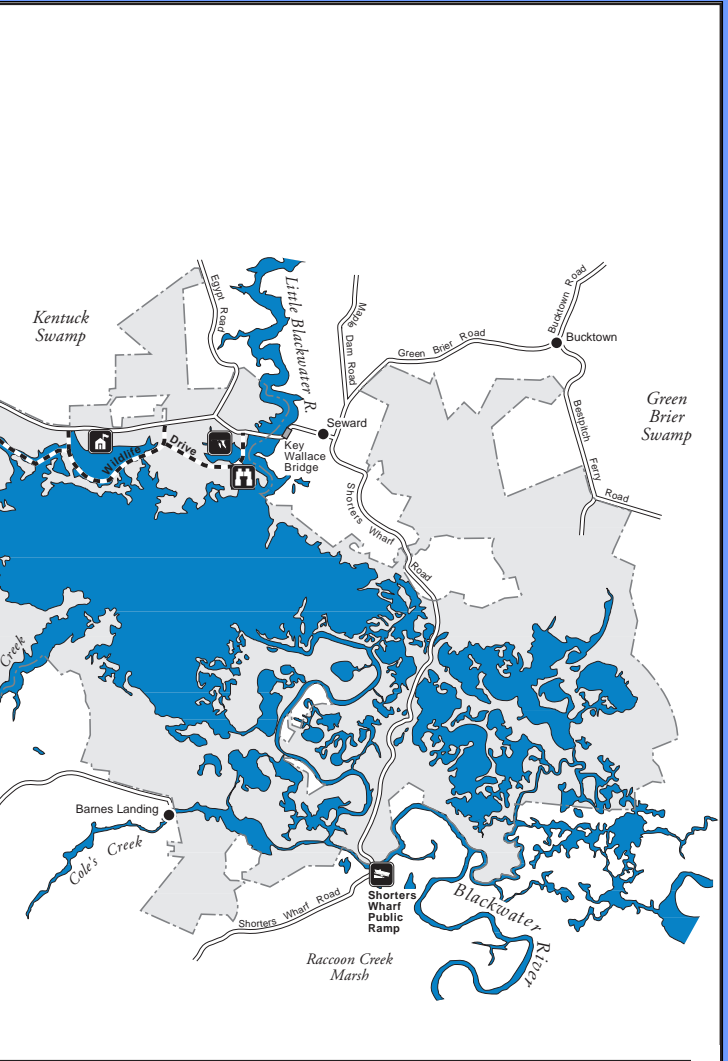 Bucktown Road
Egypt Road
Little Blackwater R.
Kentuck
Swamp
Maple Dam Road
Green Brier Road
Bucktown
Green
Brier
Swamp
Bestpitch Ferry Road
Seward
Key
Wallace
Bridge
Wildlife Drive
Shorters Wharf Road
Creek
Barnes Landing
Cole's Creek
Shorters
Wharf
Public
Ramp
Blackwater River
Shorters Wharf Road
Raccoon Creek
Marsh